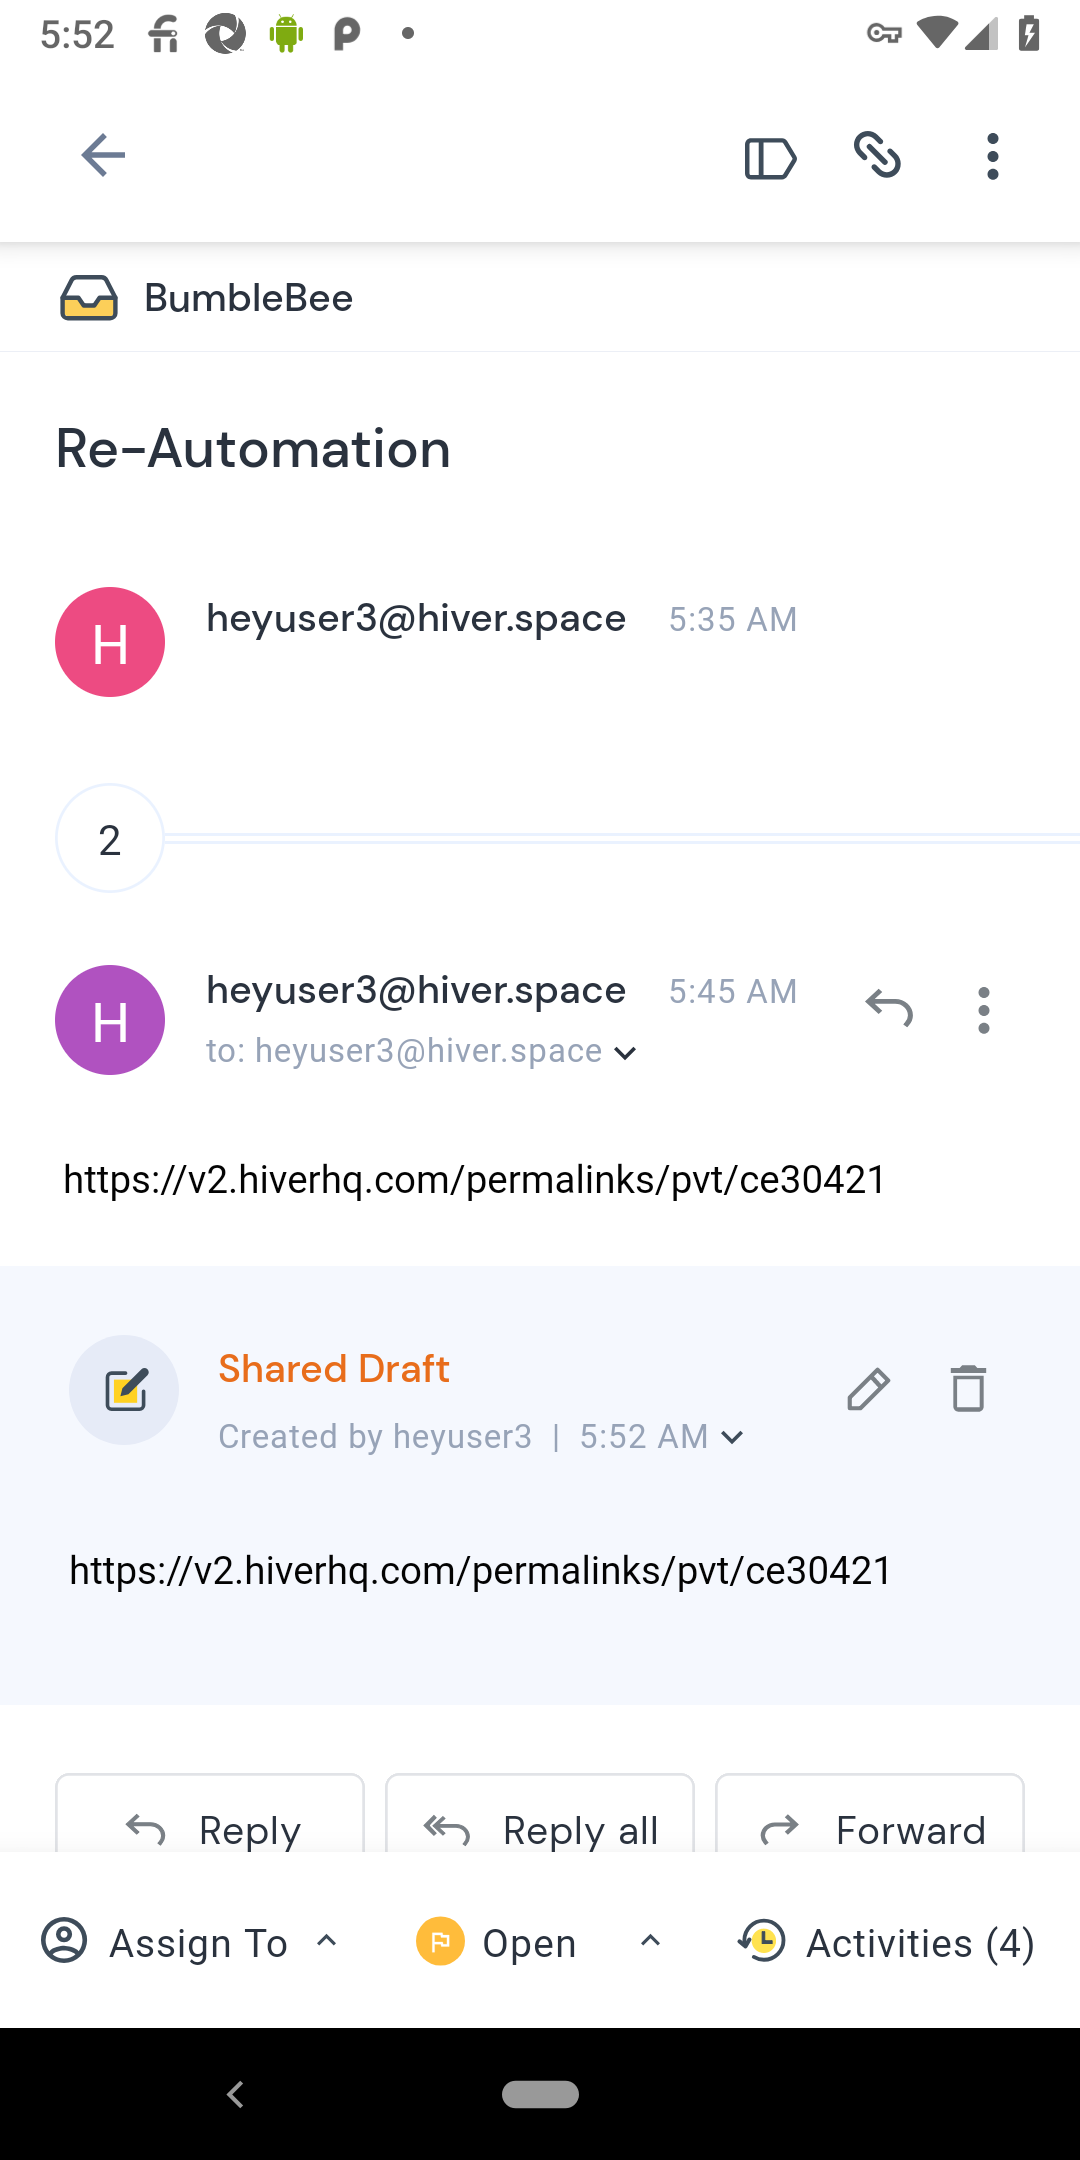 5:52
BumbleBee
Re-Automation
H
heyuser3@hiver.space 5:35 AM
2
H
heyuser3@hiver.space 5:45 AM
to: heyuser3@hiver.space
https://v2.hiverhq.com/permalinks/pvt/ce30421
Shared Draft
Created by heyuser3 | 5:52 AM
https://v2.hiverhq.com/permalinks/pvt/ce30421
Reply Reply all Forward
Assign To Open Activities (4)